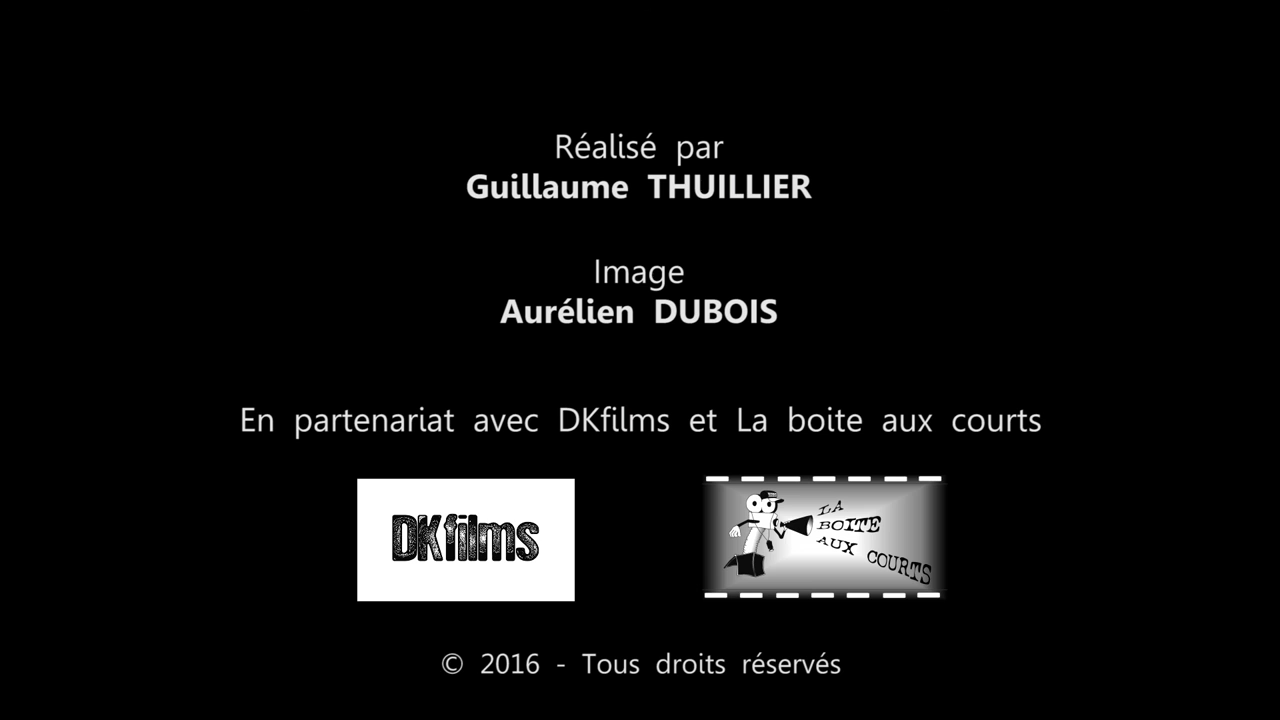 Réalisé par
Guillaume THUILLIER
Image
Aurélien DUBOIS
En partenariat avec DKfilms et La boite aux courts
DKfilms
LA
BOITE
AUX COURTS
© 2016 - Tous droits réservés